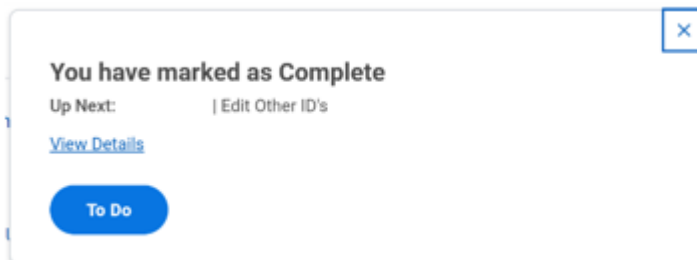 You have marked as Complete
Up Next: | Edit Other ID's
View Details
To Do